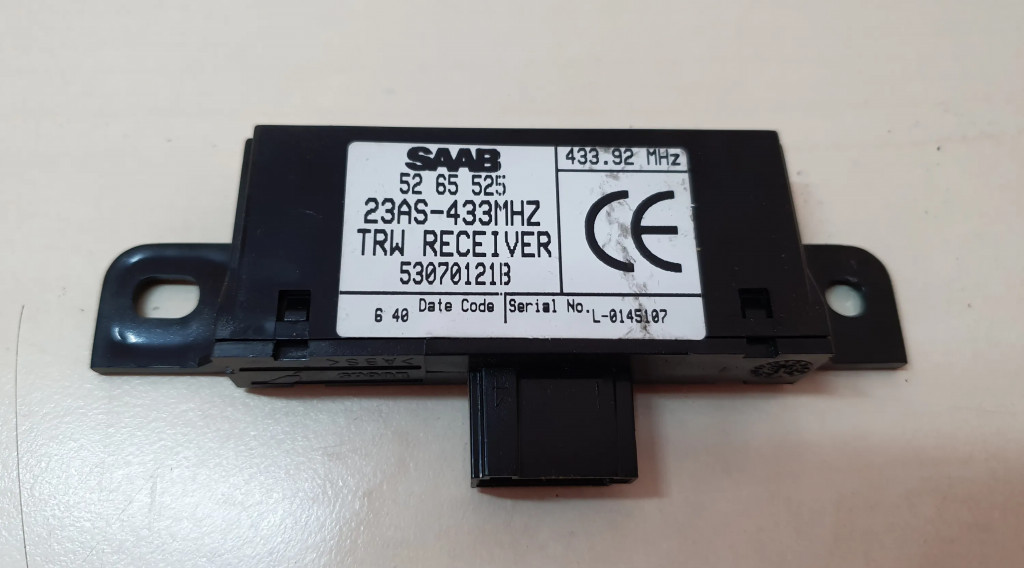 SAAB
52 65 525
23AS-433MHZ
TRW RECEIVER
53070121B
433.92 MHz
CE
6 40 Date Code
Serial No. L-0145107
>ABS<